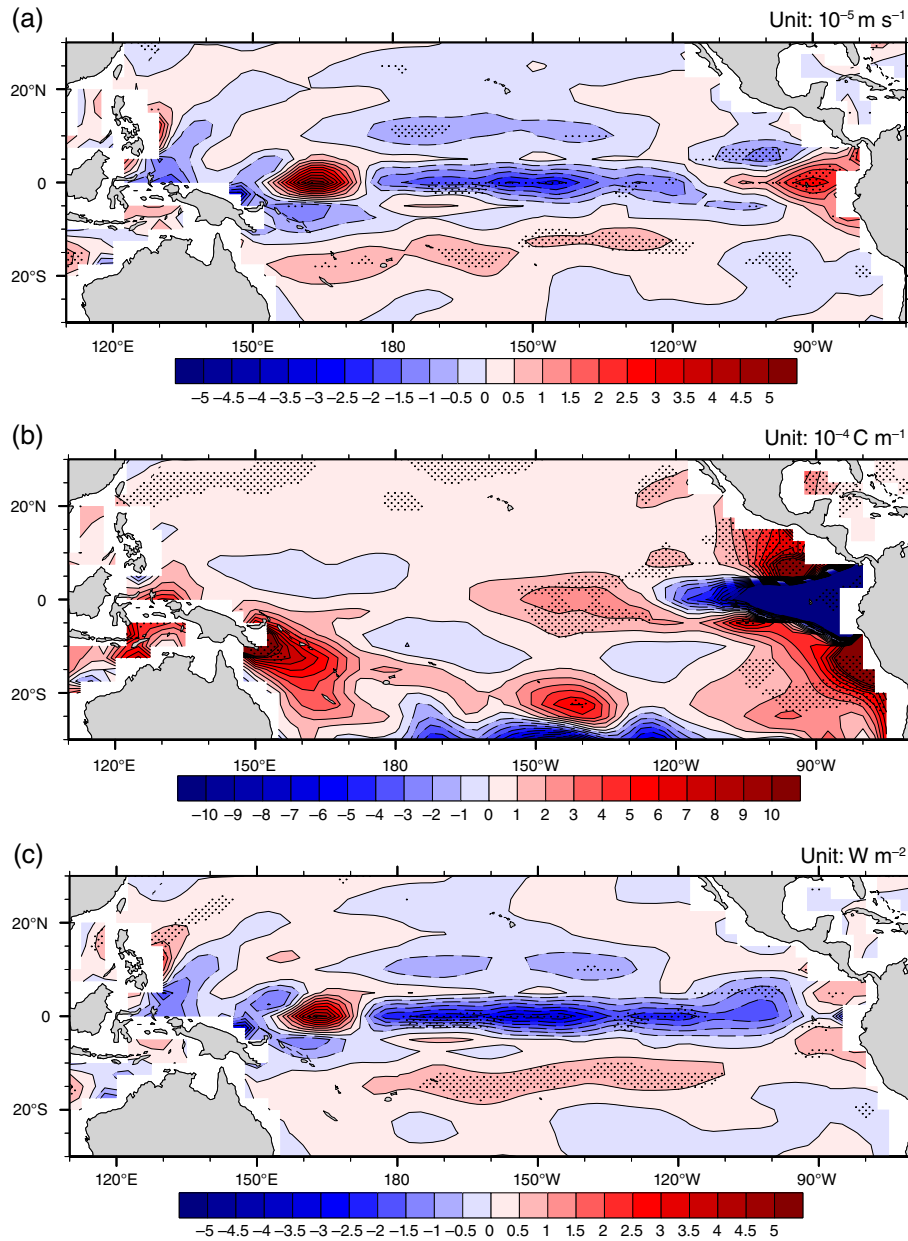 (a)
Unit: 10⁻⁵ m s⁻¹
20°N
0
20°S
120°E 150°E 180 150°W 120°W 90°W
−5 −4.5 −4 −3.5 −3 −2.5 −2 −1.5 −1 −0.5 0 0.5 1 1.5 2 2.5 3 3.5 4 4.5 5
(b)
Unit: 10⁻⁴ C m⁻¹
20°N
0
20°S
120°E 150°E 180 150°W 120°W 90°W
−10 −9 −8 −7 −6 −5 −4 −3 −2 −1 0 1 2 3 4 5 6 7 8 9 10
(c)
Unit: W m⁻²
20°N
0
20°S
120°E 150°E 180 150°W 120°W 90°W
−5 −4.5 −4 −3.5 −3 −2.5 −2 −1.5 −1 −0.5 0 0.5 1 1.5 2 2.5 3 3.5 4 4.5 5